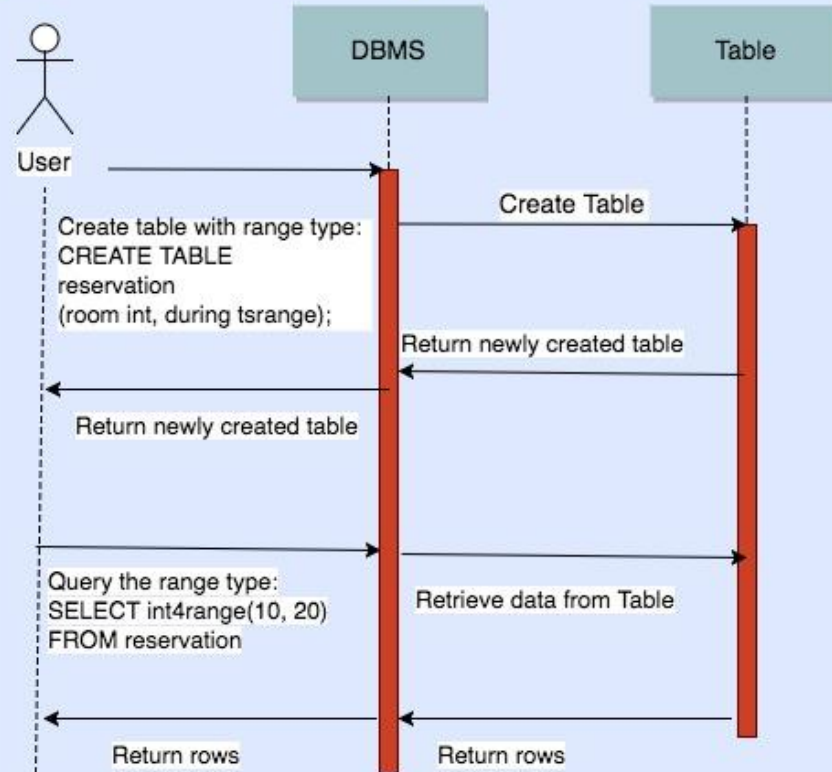 DBMS
Table
User
Create Table
Create table with range type:
CREATE TABLE
reservation
(room int, during tsrange);
Return newly created table
Return newly created table
Query the range type:
SELECT int4range(10, 20)
FROM reservation
Retrieve data from Table
Return rows
Return rows